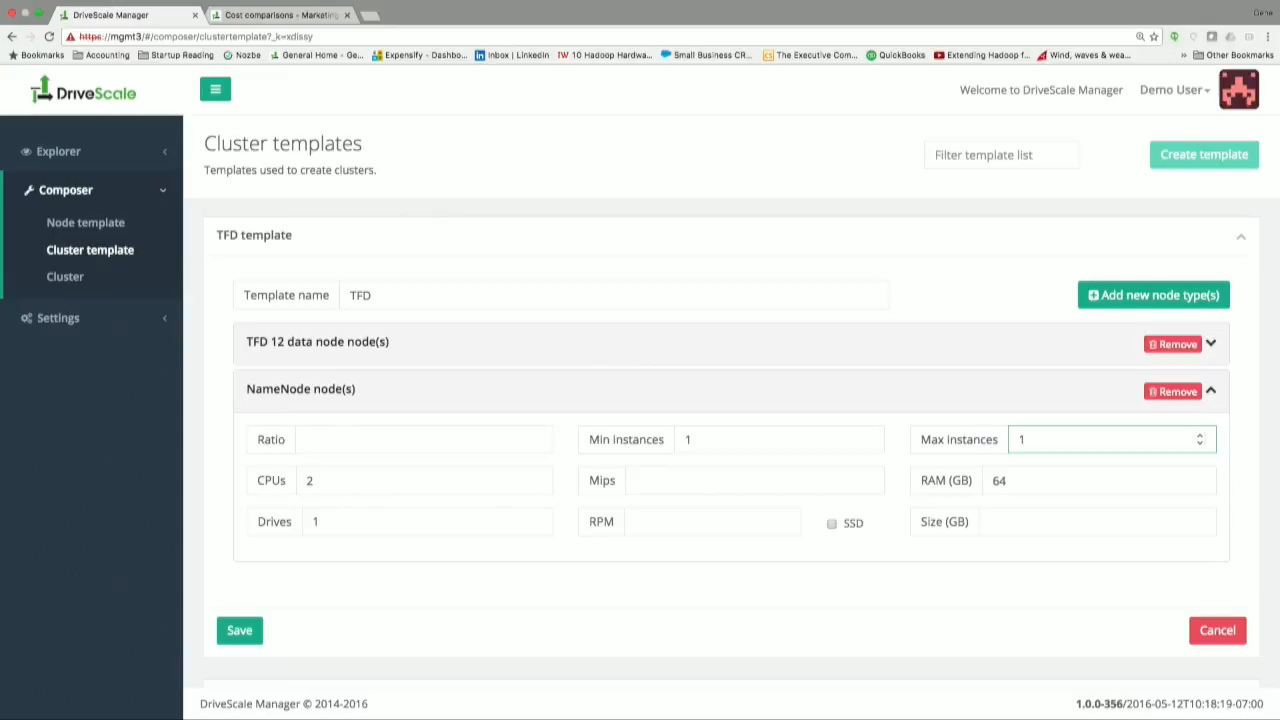 DriveScale Manager
Cost comparisons - Marketing
Gene
https://mgmt3/#/composer/clustertemplate?_k=xdissy
Bookmarks Accounting Startup Reading Nozbe General Home - Ge... Expensify - Dashbo... Inbox | LinkedIn 10 Hadoop Hardwa... Small Business CR... The Executive Com... QuickBooks Extending Hadoop f... Wind, waves & wea... » Other Bookmarks
DriveScale
Welcome to DriveScale Manager Demo User
Explorer
Composer
Node template
Cluster template
Cluster
Settings
Cluster templates
Templates used to create clusters.
Filter template list
Create template
TFD template
Template name TFD
Add new node type(s)
TFD 12 data node node(s)
Remove
NameNode node(s)
Remove
Ratio Min instances 1 Max instances 1
CPUs 2 Mips RAM (GB) 64
Drives 1 RPM SSD Size (GB)
Save
Cancel
DriveScale Manager © 2014-2016
1.0.0-356/2016-05-12T10:18:19-07:00